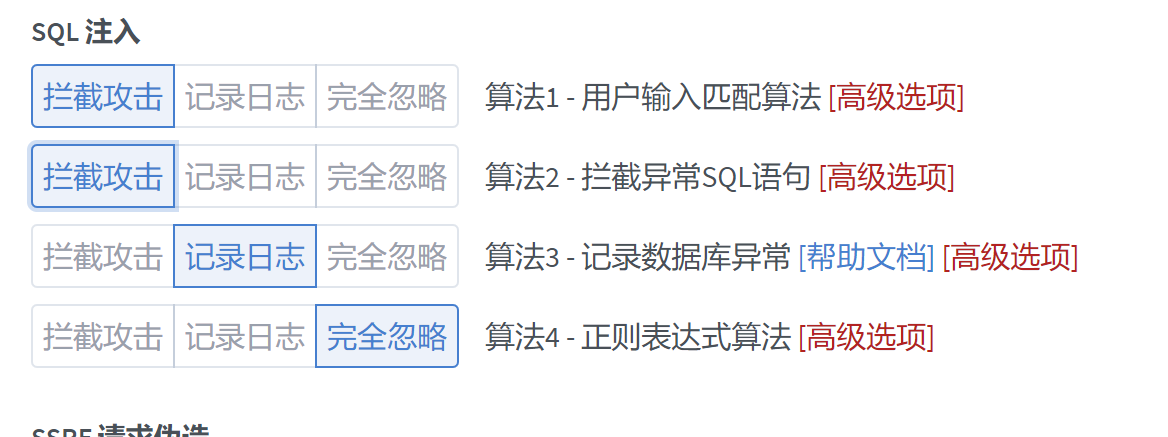 SQL 注入
拦截攻击 记录日志 完全忽略 算法1 - 用户输入匹配算法 [高级选项]
拦截攻击 记录日志 完全忽略 算法2 - 拦截异常SQL语句 [高级选项]
拦截攻击 记录日志 完全忽略 算法3 - 记录数据库异常 [帮助文档] [高级选项]
拦截攻击 记录日志 完全忽略 算法4 - 正则表达式算法 [高级选项]
SSRF 请求伪造